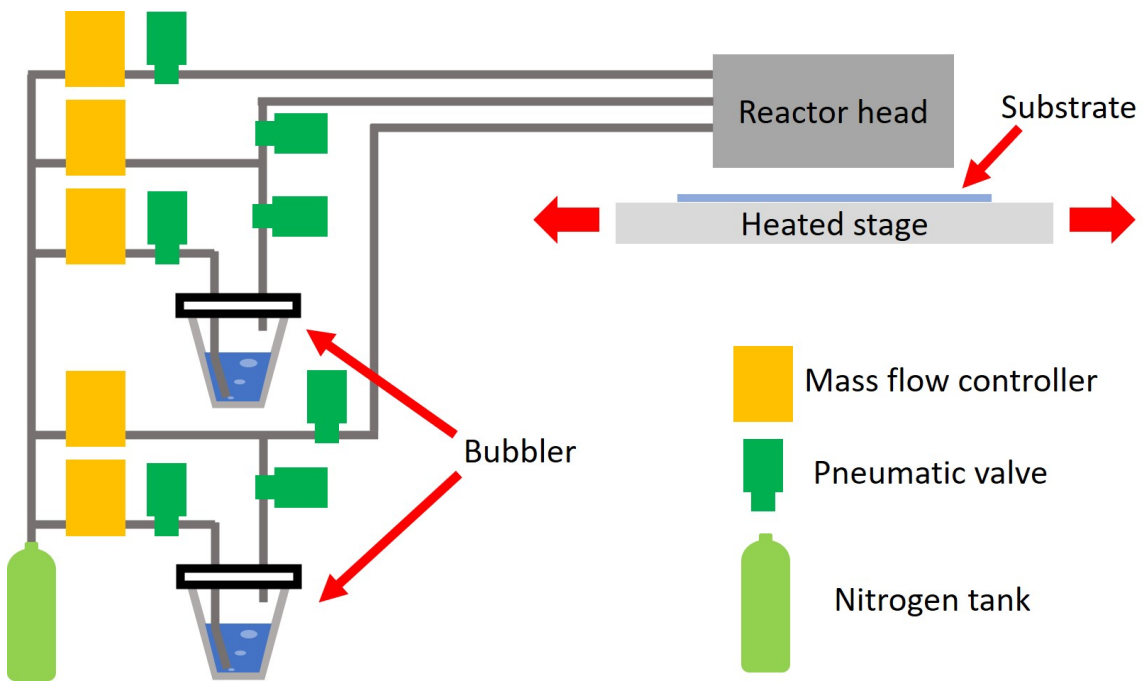 Reactor head
Substrate
Heated stage
Mass flow controller
Bubbler
Pneumatic valve
Nitrogen tank